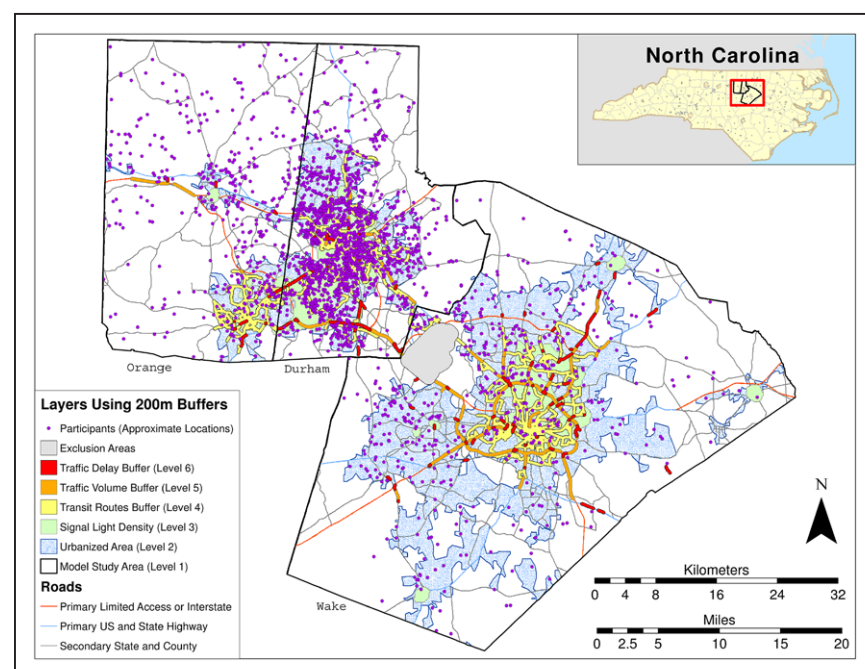 North Carolina
Orange
Durham
Layers Using 200m Buffers
Participants (Approximate Locations)
Exclusion Areas
Traffic Delay Buffer (Level 6)
Traffic Volume Buffer (Level 5)
Transit Routes Buffer (Level 4)
Signal Light Density (Level 3)
Urbanized Area (Level 2)
Model Study Area (Level 1)
Roads
Primary Limited Access or Interstate
Primary US and State Highway
Secondary State and County
Wake
N
Kilometers
0 2 4 6 8 16 24 32
Miles
0 2.5 5 10 15 20